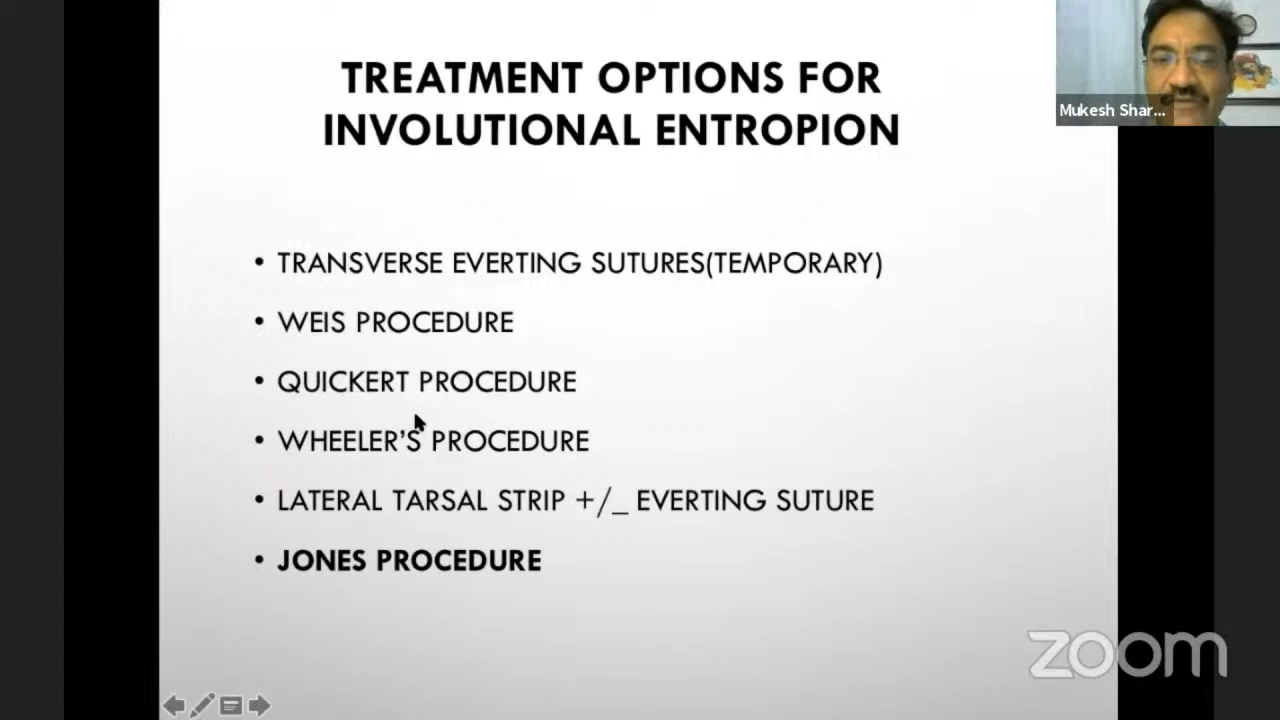 TREATMENT OPTIONS FOR
INVOLUTIONAL ENTROPION
Mukesh Shar...
• TRANSVERSE EVERTING SUTURES(TEMPORARY)
• WEIS PROCEDURE
• QUICKERT PROCEDURE
• WHEELER’S PROCEDURE
• LATERAL TARSAL STRIP +/_ EVERTING SUTURE
• JONES PROCEDURE
zoom